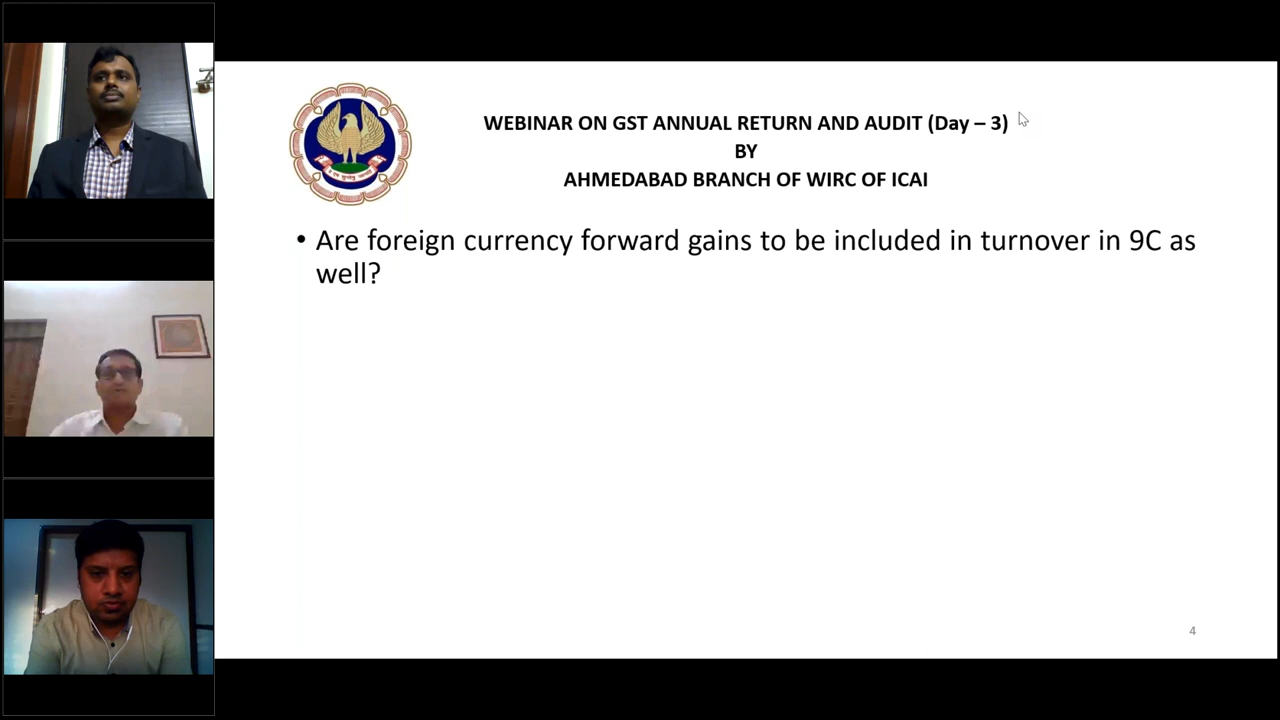 WEBINAR ON GST ANNUAL RETURN AND AUDIT (Day – 3)
BY
AHMEDABAD BRANCH OF WIRC OF ICAI
• Are foreign currency forward gains to be included in turnover in 9C as
well?
4